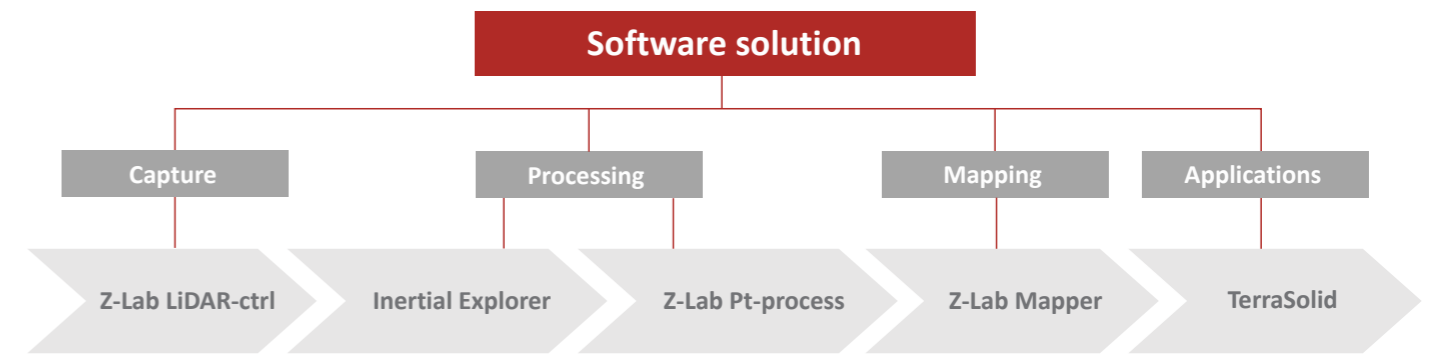 Software solution
Capture
Processing
Mapping
Applications
Z-Lab LiDAR-ctrl
Inertial Explorer
Z-Lab Pt-process
Z-Lab Mapper
TerraSolid